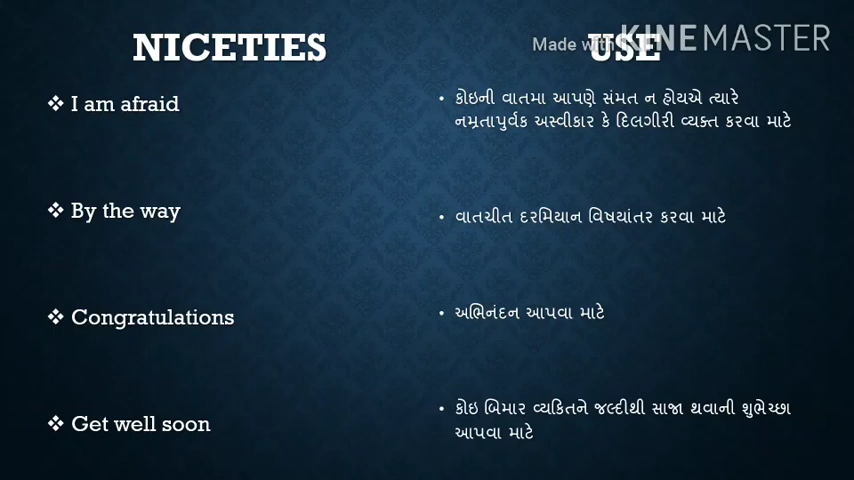 NICETIES
USE
Made with KINEMASTER
❖ I am afraid
• કોઇની વાતમા આપણે સંમત ન હોયએ ત્યારે
નમ્રતાપુર્વક અસ્વીકાર કે દિલગીરી વ્યક્ત કરવા માટે
❖ By the way
• વાતચીત દરમિયાન વિષયાંતર કરવા માટે
❖ Congratulations
• અભિનંદન આપવા માટે
❖ Get well soon
• કોઇ બિમાર વ્યકિતને જલ્દીથી સાજા થવાની શુભેચ્છા
આપવા માટે